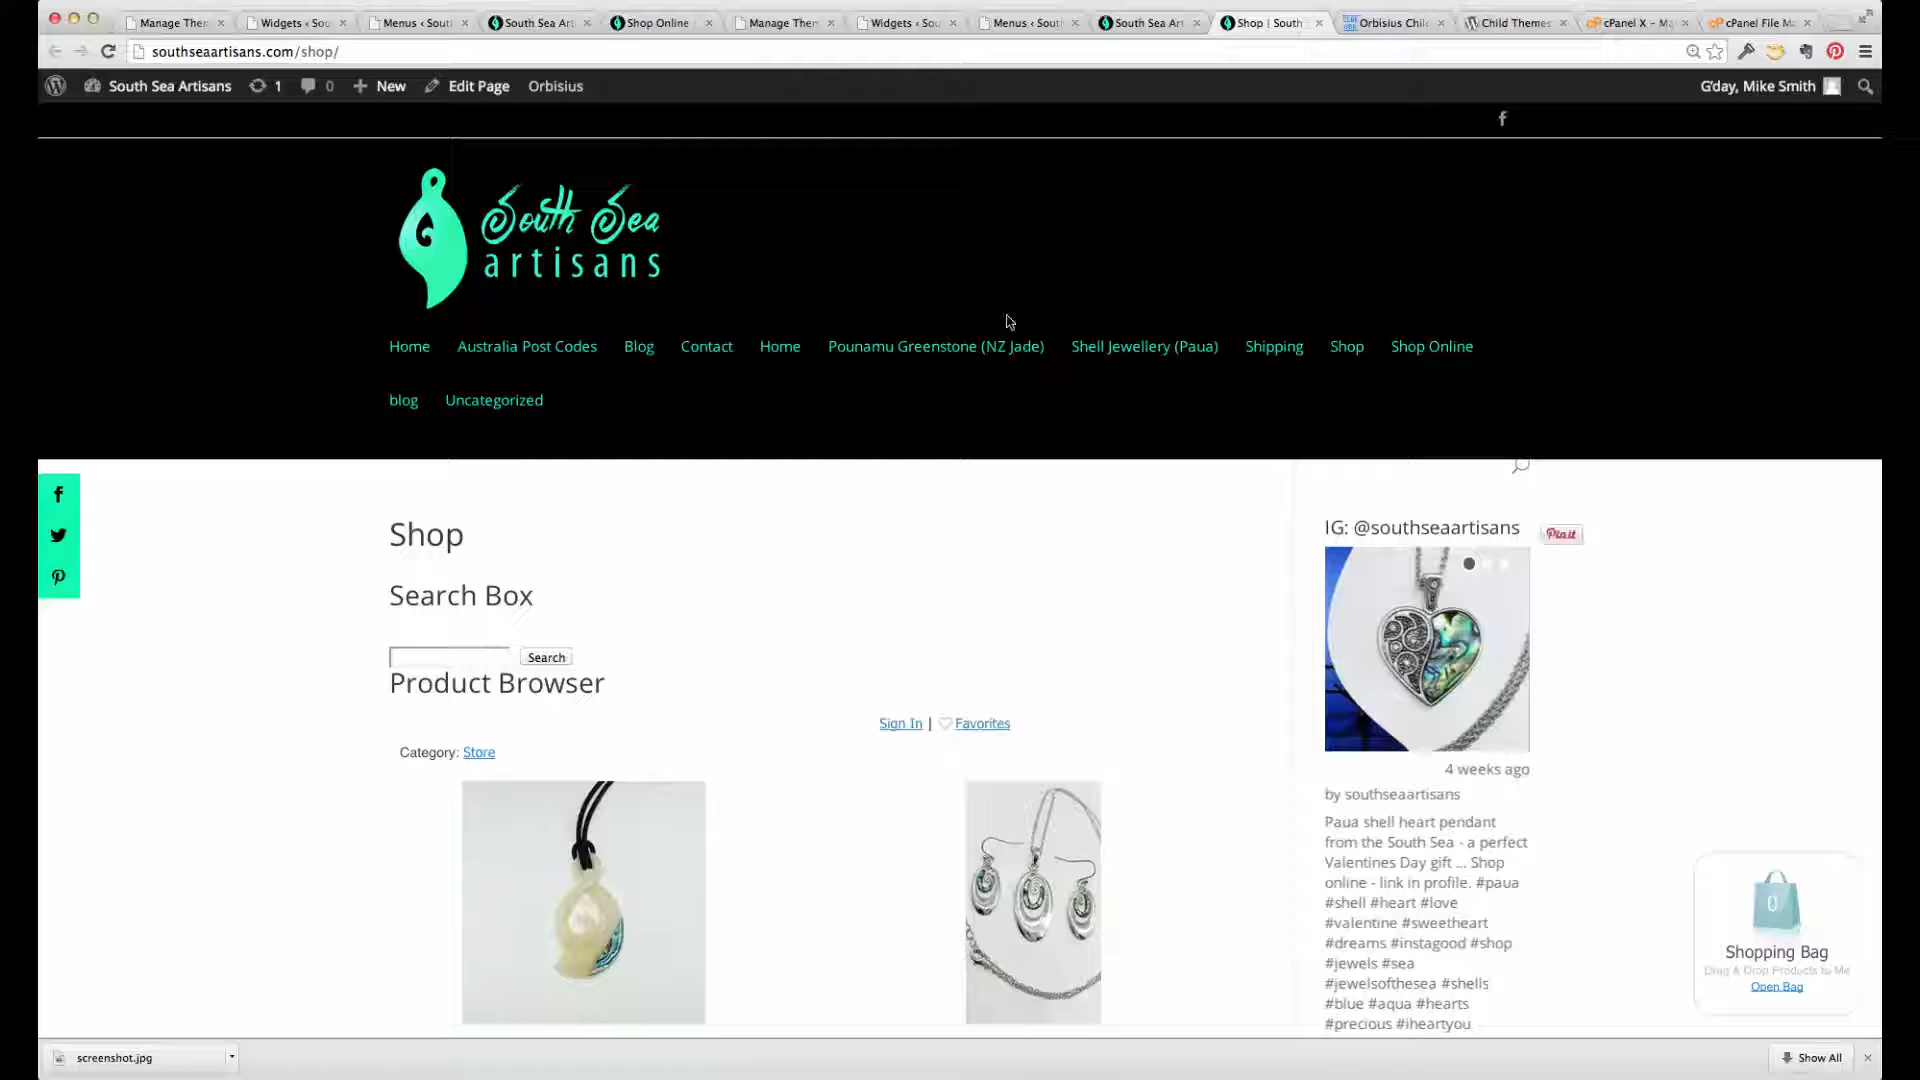 Manage Ther
Widgets ‹ Sou
Menus ‹ Sout
South Sea Art
Shop Online
Manage Ther
Widgets ‹ Sou
Menus ‹ Sout
South Sea Art
Shop | South
Orbisius Chil
Child Themes
cPanel X - Ma
cPanel File Ma
southseaartisans.com/shop/
South Sea Artisans
1
0
New
Edit Page
Orbisius
G'day, Mike Smith
South Sea
artisans
Home
Australia Post Codes
Blog
Contact
Home
Pounamu Greenstone (NZ Jade)
Shell Jewellery (Paua)
Shipping
Shop
Shop Online
blog
Uncategorized
Shop
Search Box
Search
Product Browser
Sign In | Favorites
Category: Store
IG: @southseaartisans
Pin it
4 weeks ago
by southseaartisans
Paua shell heart pendant
from the South Sea - a perfect
Valentines Day gift ... Shop
online - link in profile. #paua
#shell #heart #love
#valentine #sweetheart
#dreams #instagood #shop
#jewels #sea
#jewelsofthesea #shells
#blue #aqua #hearts
#precious #iheartyou
0
Shopping Bag
Drag & Drop Products to Me
Open Bag
screenshot.jpg
Show All